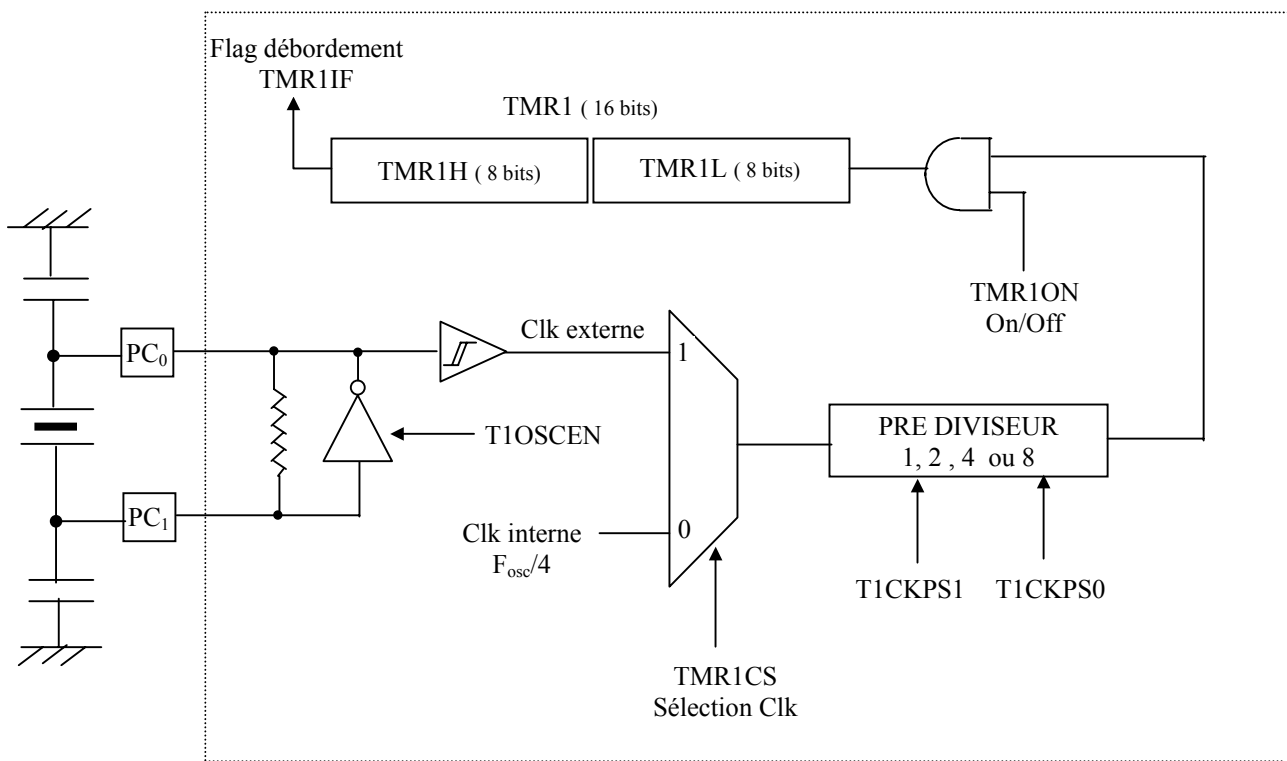 Flag débordement
TMR1IF
TMR1 ( 16 bits)
TMR1H ( 8 bits)
TMR1L ( 8 bits)
TMR1ON
On/Off
PC0
Clk externe
1
T1OSCEN
PRE DIVISEUR
1, 2 , 4 ou 8
PC1
Clk interne
Fosc/4
0
T1CKPS1
T1CKPS0
TMR1CS
Sélection Clk